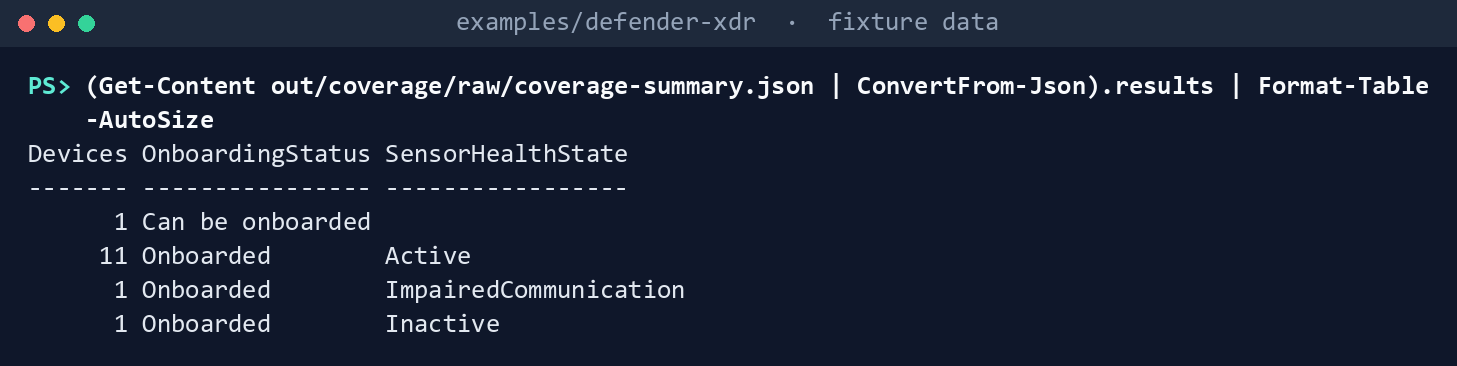 examples/defender-xdr · fixture data
PS> (Get-Content out/coverage/raw/coverage-summary.json | ConvertFrom-Json).results | Format-Table
-AutoSize
Devices OnboardingStatus SensorHealthState
------- ---------------- -----------------
1 Can be onboarded
11 Onboarded Active
1 Onboarded ImpairedCommunication
1 Onboarded Inactive